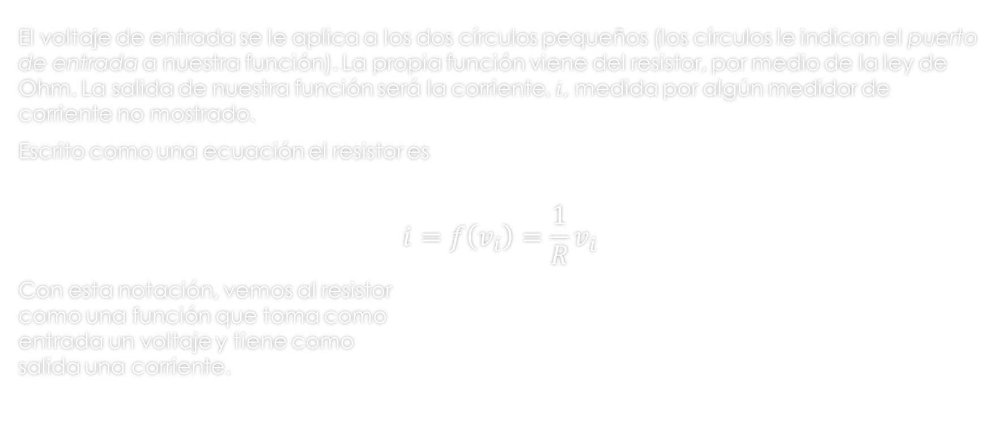 El voltaje de entrada se le aplica a los dos círculos pequeños (los círculos le indican el puerto
de entrada a nuestra función). La propia función viene del resistor, por medio de la ley de
Ohm. La salida de nuestra función será la corriente, i, medida por algún medidor de
corriente no mostrado.
Escrito como una ecuación el resistor es
i = f(v_i) = \frac{1}{R} v_i
Con esta notación, vemos al resistor
como una función que toma como
entrada un voltaje y tiene como
salida una corriente.